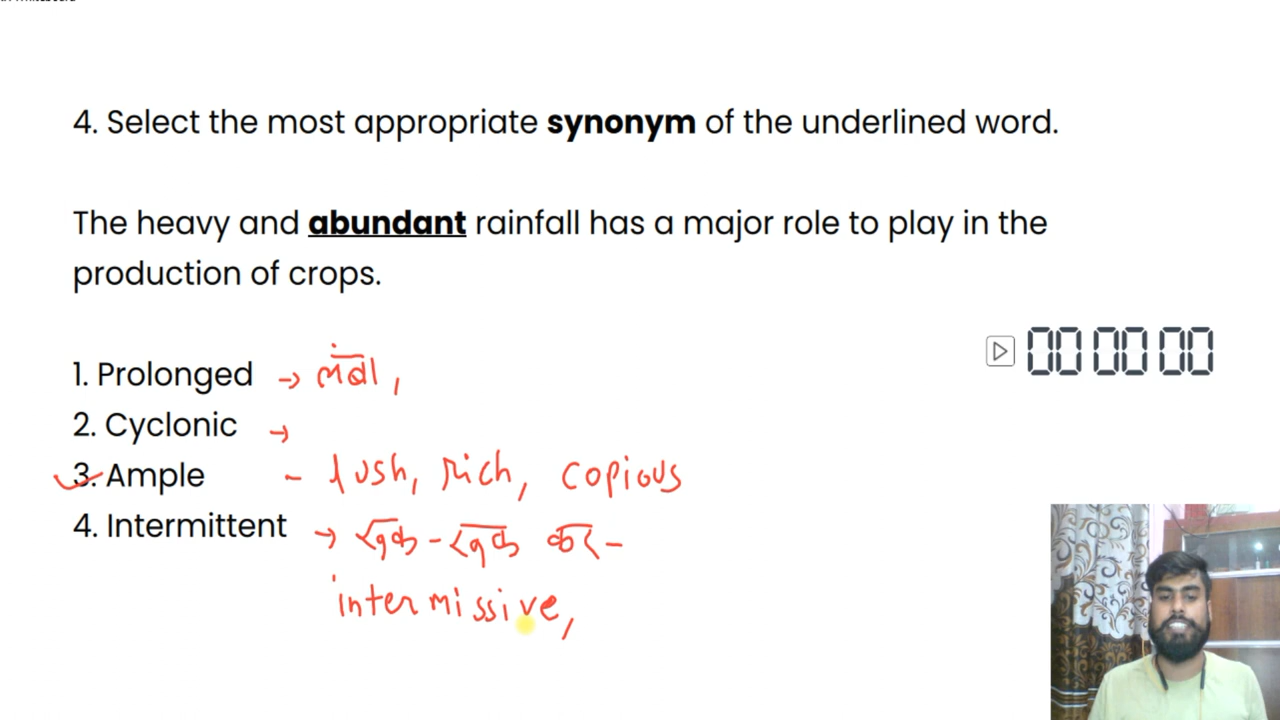 4. Select the most appropriate synonym of the underlined word.
The heavy and abundant rainfall has a major role to play in the
production of crops.
1. Prolonged → लंबा,
00 00 00
2. Cyclonic →
3. Ample - lush, rich, copious
4. Intermittent → रुक-रुक कर-
intermissive,